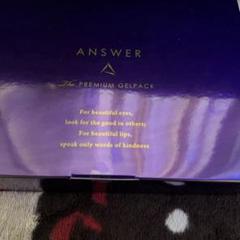 ANSWER
The PREMIUM GELPACK
For beautiful eyes,
look for the good in others;
For beautiful lips,
speak only words of kindness